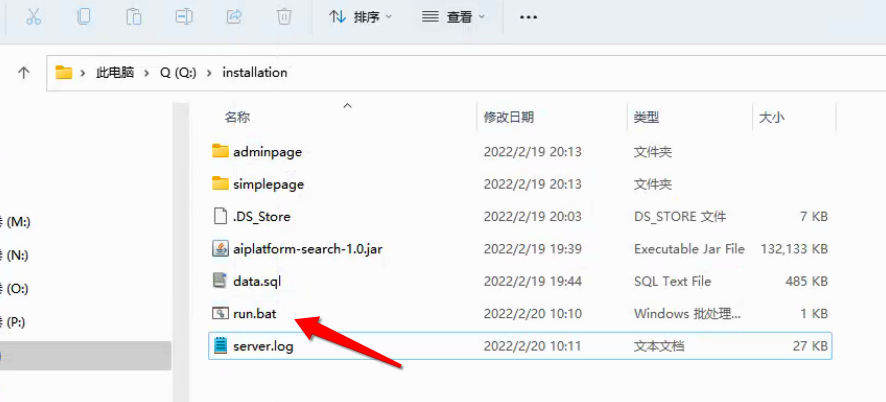 排序 查看
此电脑 Q (Q:) installation
名称 修改日期 类型 大小
adminpage 2022/2/19 20:13 文件夹
simplepage 2022/2/19 20:13 文件夹
.DS_Store 2022/2/19 20:03 DS_STORE 文件 7 KB
(M:)
aiplatform-search-1.0.jar 2022/2/19 19:39 Executable Jar File 132,133 KB
(N:)
data.sql 2022/2/19 19:44 SQL Text File 485 KB
(O:)
run.bat 2022/2/20 10:10 Windows 批处理... 1 KB
(P:)
server.log 2022/2/20 10:11 文本文档 27 KB